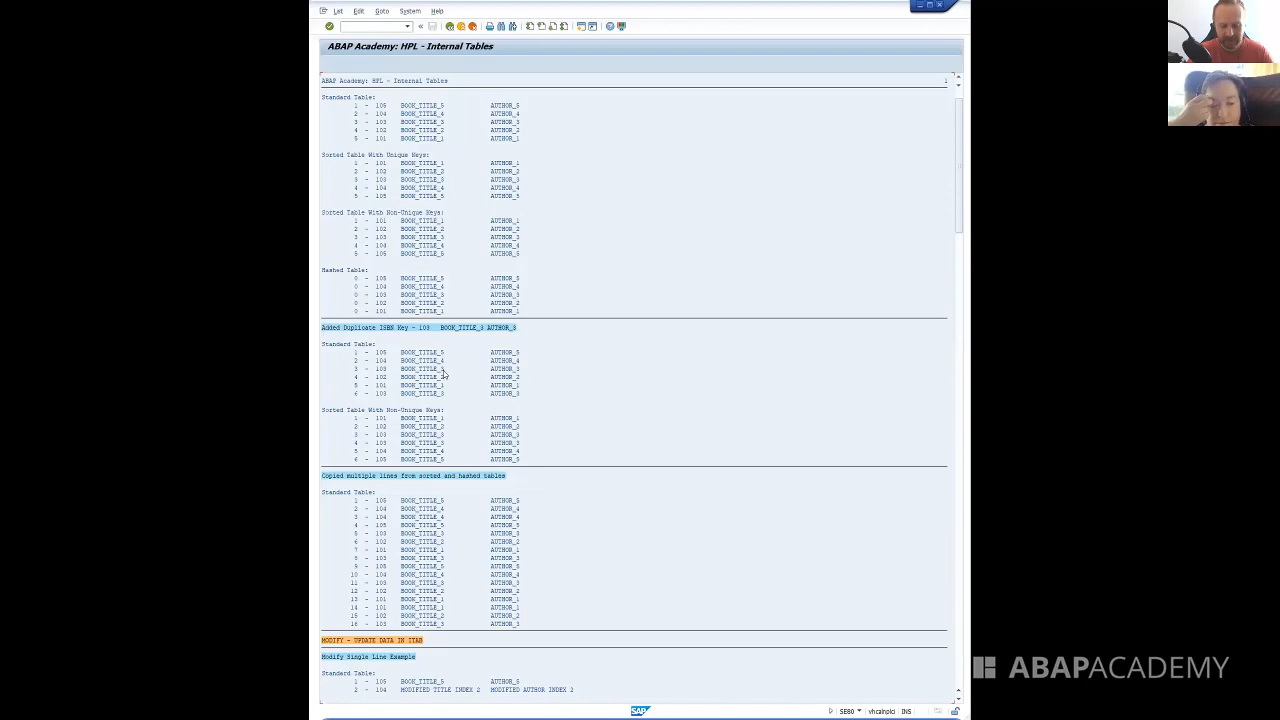 List Edit Goto System Help
ABAP Academy: HPL - Internal Tables
ABAP Academy: HPL - Internal Tables 1
Standard Table:
1 - 105 BOOK_TITLE_5 AUTHOR_5
2 - 104 BOOK_TITLE_4 AUTHOR_4
3 - 103 BOOK_TITLE_3 AUTHOR_3
4 - 102 BOOK_TITLE_2 AUTHOR_2
5 - 101 BOOK_TITLE_1 AUTHOR_1
Sorted Table With Unique Keys:
1 - 101 BOOK_TITLE_1 AUTHOR_1
2 - 102 BOOK_TITLE_2 AUTHOR_2
3 - 103 BOOK_TITLE_3 AUTHOR_3
4 - 104 BOOK_TITLE_4 AUTHOR_4
5 - 105 BOOK_TITLE_5 AUTHOR_5
Sorted Table With Non-Unique Keys:
1 - 101 BOOK_TITLE_1 AUTHOR_1
2 - 102 BOOK_TITLE_2 AUTHOR_2
3 - 103 BOOK_TITLE_3 AUTHOR_3
4 - 104 BOOK_TITLE_4 AUTHOR_4
5 - 105 BOOK_TITLE_5 AUTHOR_5
Hashed Table:
0 - 105 BOOK_TITLE_5 AUTHOR_5
0 - 104 BOOK_TITLE_4 AUTHOR_4
0 - 103 BOOK_TITLE_3 AUTHOR_3
0 - 102 BOOK_TITLE_2 AUTHOR_2
0 - 101 BOOK_TITLE_1 AUTHOR_1
Added Duplicate ISBN Key - 103 BOOK_TITLE_3 AUTHOR_3
Standard Table:
1 - 105 BOOK_TITLE_5 AUTHOR_5
2 - 104 BOOK_TITLE_4 AUTHOR_4
3 - 103 BOOK_TITLE_3 AUTHOR_3
4 - 102 BOOK_TITLE_2 AUTHOR_2
5 - 101 BOOK_TITLE_1 AUTHOR_1
6 - 103 BOOK_TITLE_3 AUTHOR_3
Sorted Table With Non-Unique Keys:
1 - 101 BOOK_TITLE_1 AUTHOR_1
2 - 102 BOOK_TITLE_2 AUTHOR_2
3 - 103 BOOK_TITLE_3 AUTHOR_3
4 - 103 BOOK_TITLE_3 AUTHOR_3
5 - 104 BOOK_TITLE_4 AUTHOR_4
6 - 105 BOOK_TITLE_5 AUTHOR_5
Copied multiple lines from sorted and hashed tables
Standard Table:
1 - 105 BOOK_TITLE_5 AUTHOR_5
2 - 104 BOOK_TITLE_4 AUTHOR_4
3 - 104 BOOK_TITLE_4 AUTHOR_4
4 - 105 BOOK_TITLE_5 AUTHOR_5
5 - 103 BOOK_TITLE_3 AUTHOR_3
6 - 102 BOOK_TITLE_2 AUTHOR_2
7 - 101 BOOK_TITLE_1 AUTHOR_1
8 - 103 BOOK_TITLE_3 AUTHOR_3
9 - 105 BOOK_TITLE_5 AUTHOR_5
10 - 104 BOOK_TITLE_4 AUTHOR_4
11 - 103 BOOK_TITLE_3 AUTHOR_3
12 - 102 BOOK_TITLE_2 AUTHOR_2
13 - 101 BOOK_TITLE_1 AUTHOR_1
14 - 101 BOOK_TITLE_1 AUTHOR_1
15 - 102 BOOK_TITLE_2 AUTHOR_2
16 - 103 BOOK_TITLE_3 AUTHOR_3
MODIFY - UPDATE DATA IN ITAB
Modify Single Line Example
Standard Table:
1 - 105 BOOK_TITLE_5 AUTHOR_5
2 - 104 MODIFIED TITLE INDEX 2 MODIFIED AUTHOR INDEX 2
SAP SE80 vhcalnplci INS
ABAPACADEMY